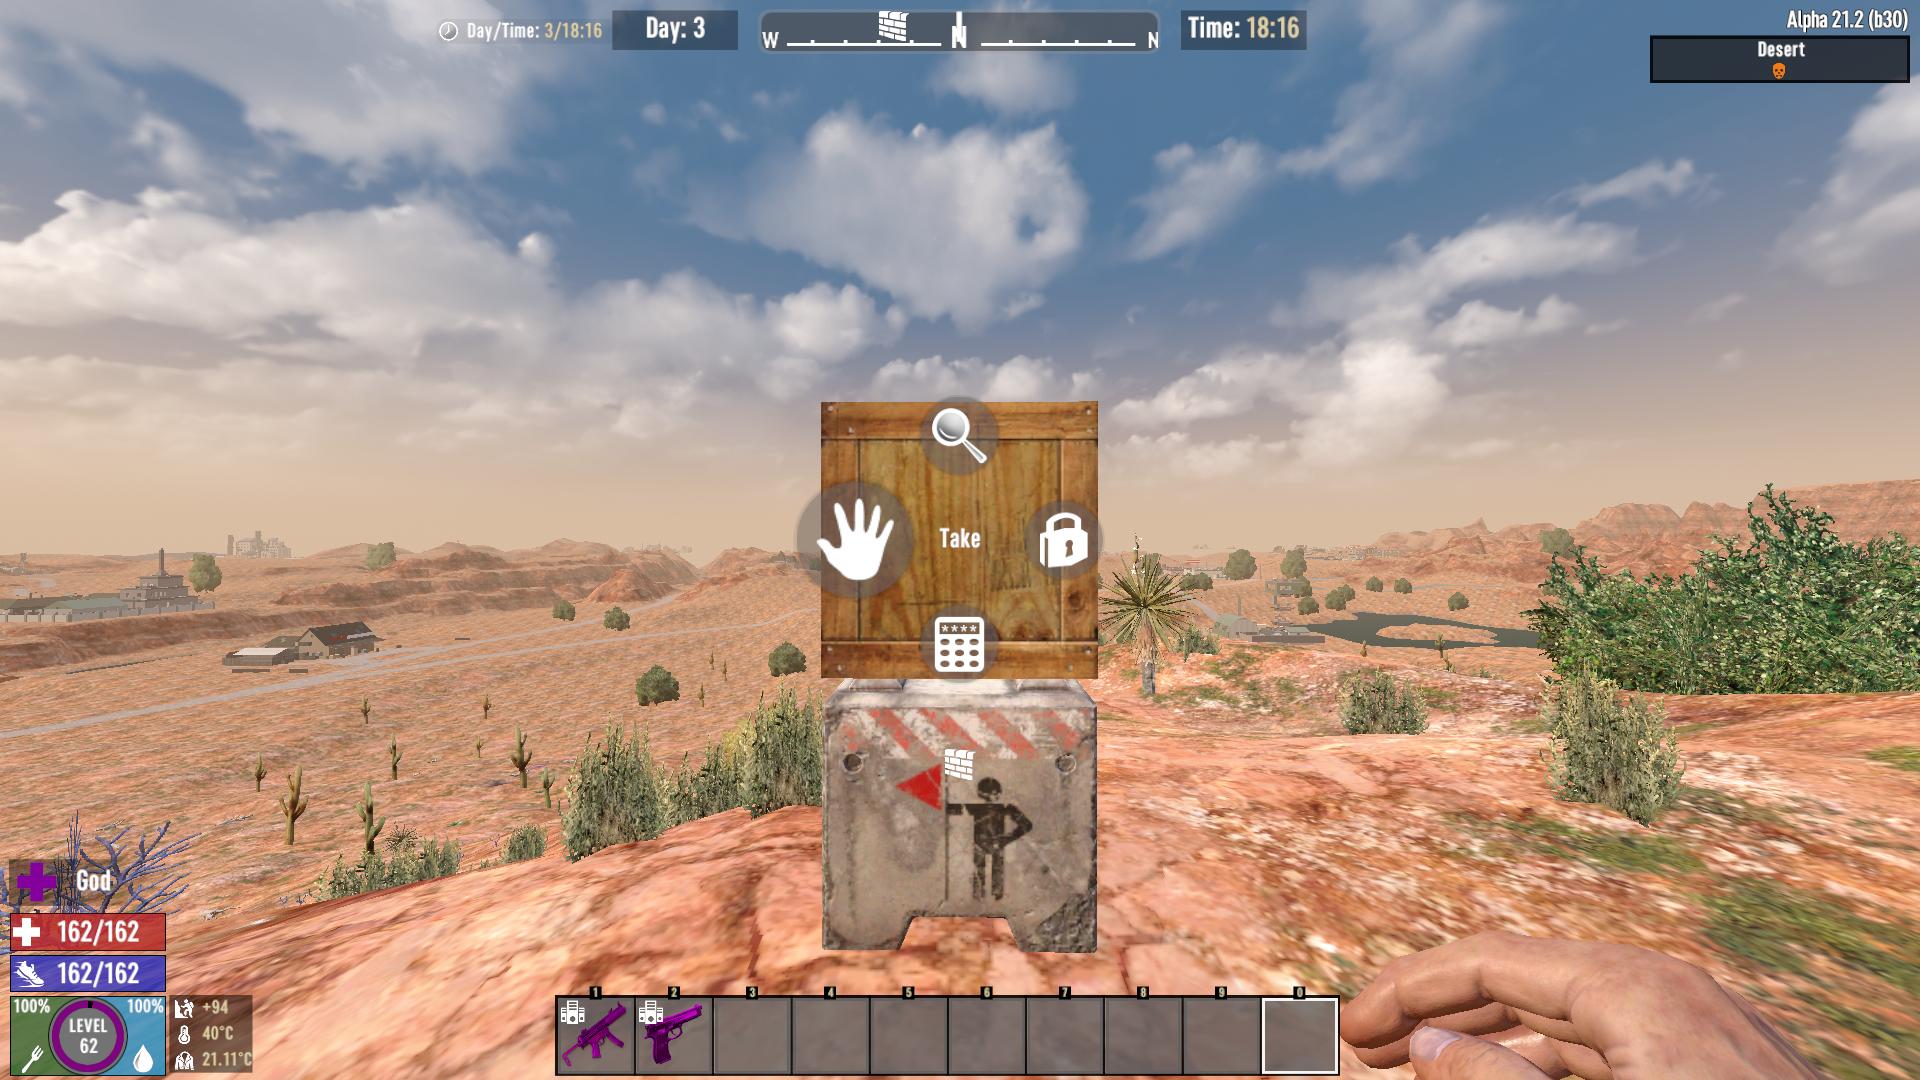 Day/Time: 3/18:16
Day: 3
W N N
Time: 18:16
Alpha 21.2 (b30)
Desert
Take
****
God
162/162
162/162
100% 100%
LEVEL
62
+94
40°C
21.11°C
1 2 3 4 5 6 7 8 9 0